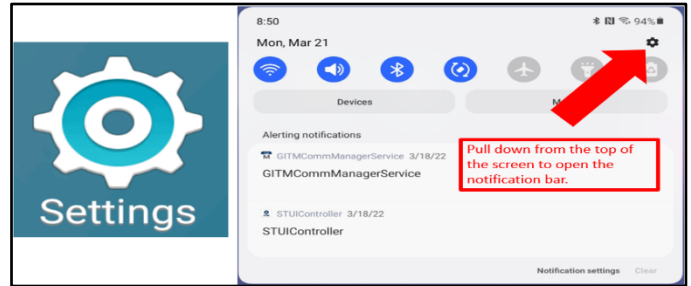 Settings
8:50
94%
Mon, Mar 21
Devices
Alerting notifications
GITMCommManagerService 3/18/22
GITMCommManagerService
Pull down from the top of
the screen to open the
notification bar.
STUIController 3/18/22
STUIController
Notification settings Clear